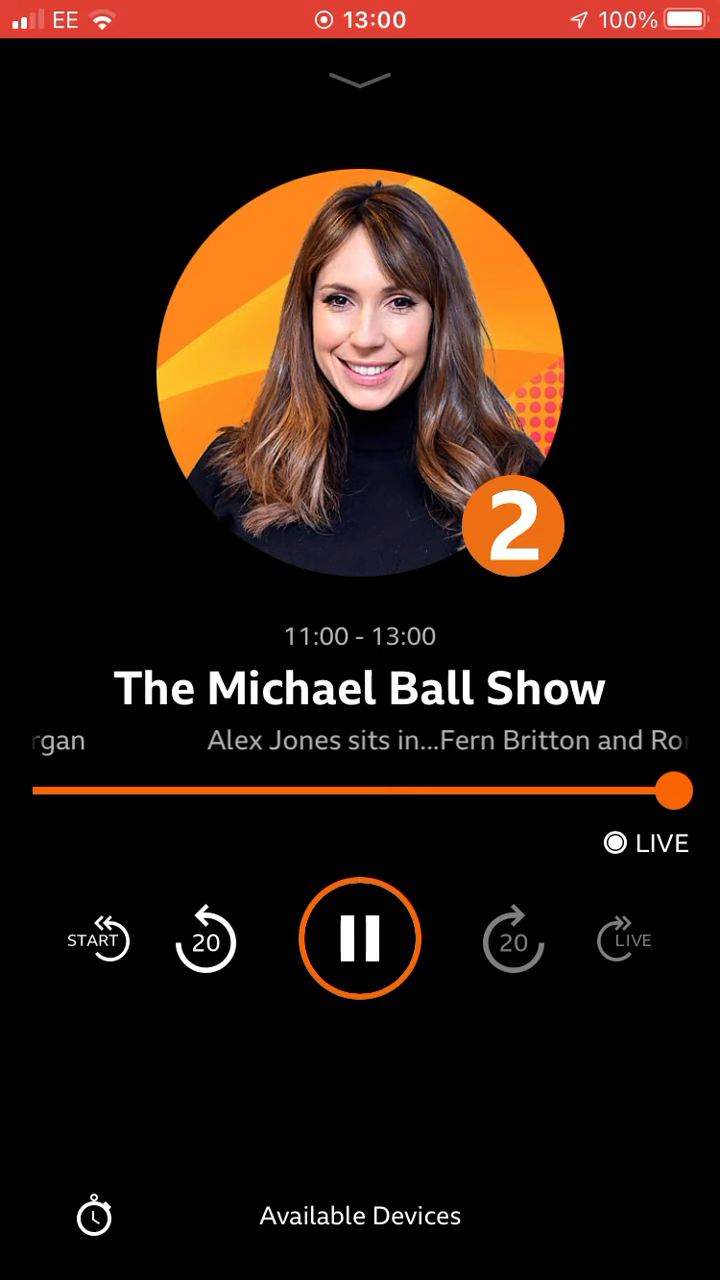 EE 13:00 100%
2
11:00 - 13:00
The Michael Ball Show
rgan Alex Jones sits in...Fern Britton and Ro
LIVE
START 20 20 LIVE
Available Devices